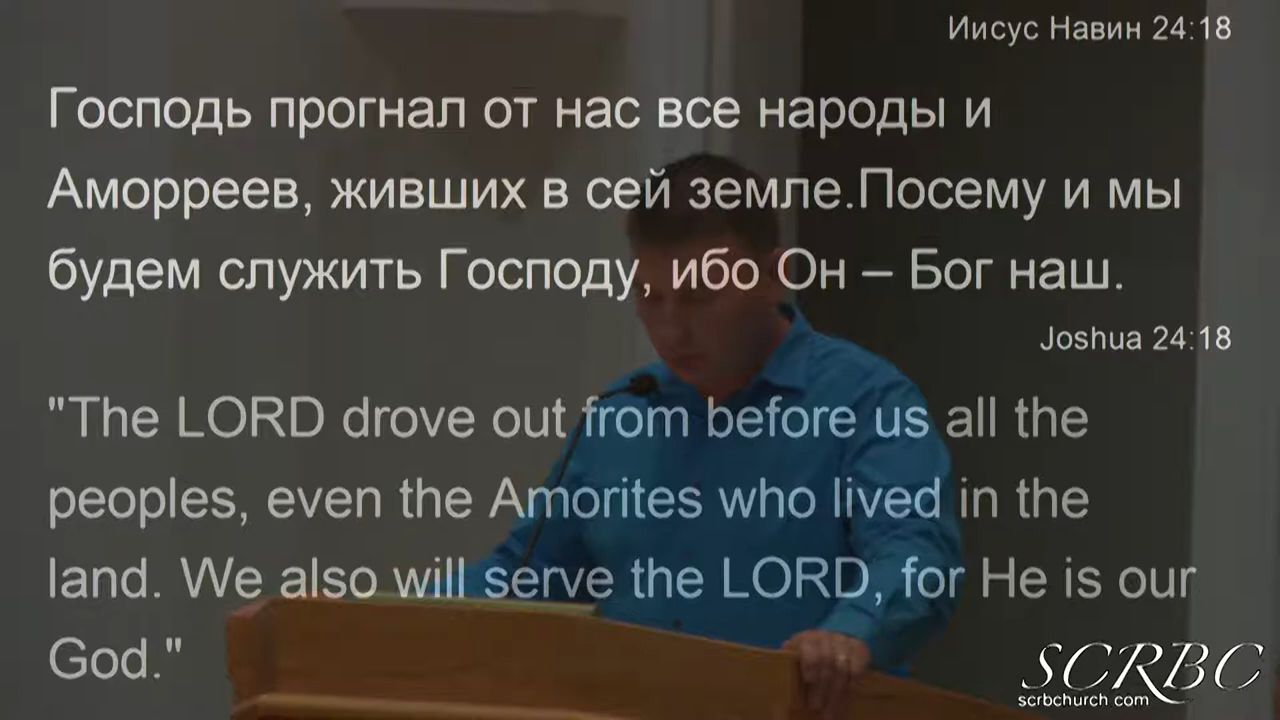 Иисус Навин 24:18
Господь прогнал от нас все народы и
Аморреев, живших в сей земле.Посему и мы
будем служить Господу, ибо Он – Бог наш.
Joshua 24:18
"The LORD drove out from before us all the
peoples, even the Amorites who lived in the
land. We also will serve the LORD, for He is our
God."
SCRBC
scrbchurch com